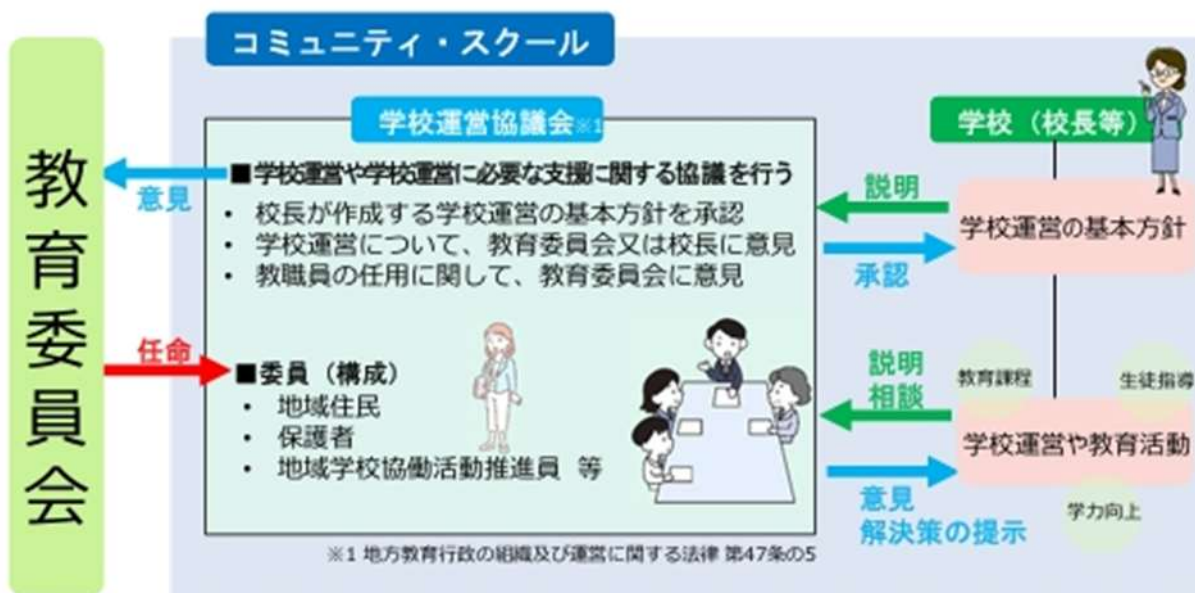 コミュニティ・スクール
教育委員会
学校運営協議会※1
学校（校長等）
■学校運営や学校運営に必要な支援に関する協議を行う
・ 校長が作成する学校運営の基本方針を承認
・ 学校運営について、教育委員会又は校長に意見
・ 教職員の任用に関して、教育委員会に意見
意見
説明
承認
学校運営の基本方針
任命
■委員（構成）
・ 地域住民
・ 保護者
・ 地域学校協働活動推進員 等
説明
相談
教育課程
生徒指導
学校運営や教育活動
意見
解決策の提示
学力向上
※1 地方教育行政の組織及び運営に関する法律 第47条の5